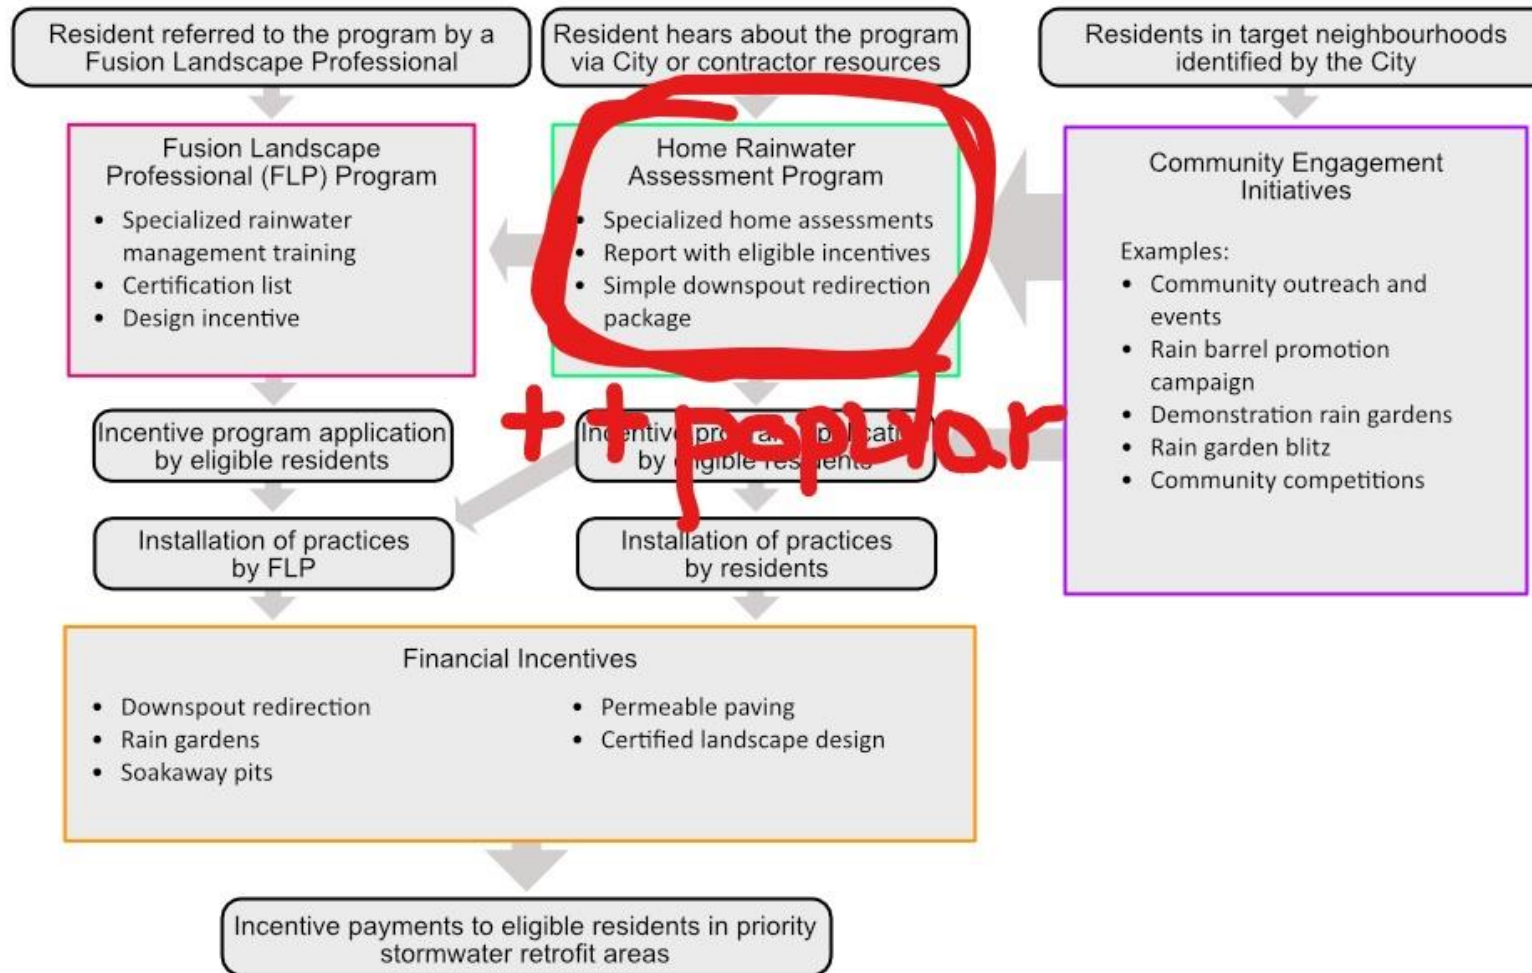 Resident referred to the program by a
Fusion Landscape Professional
Resident hears about the program
via City or contractor resources
Residents in target neighbourhoods
identified by the City
Fusion Landscape
Professional (FLP) Program
• Specialized rainwater
management training
• Certification list
• Design incentive
Home Rainwater
Assessment Program
• Specialized home assessments
• Report with eligible incentives
• Simple downspout redirection
package
Community Engagement
Initiatives
Examples:
• Community outreach and
events
• Rain barrel promotion
campaign
• Demonstration rain gardens
• Rain garden blitz
• Community competitions
++ popular
Incentive program application
by eligible residents
Incentive program application
by eligible residents
Installation of practices
by FLP
Installation of practices
by residents
Financial Incentives
• Downspout redirection
• Rain gardens
• Soakaway pits
• Permeable paving
• Certified landscape design
Incentive payments to eligible residents in priority
stormwater retrofit areas